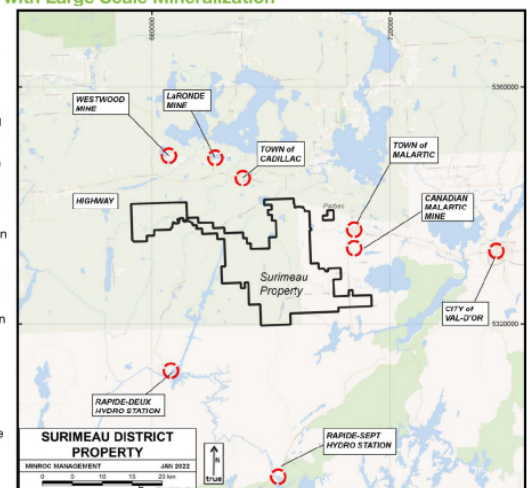 with Large Scale Mineralization
660000
720000
5360000
WESTWOOD
MINE
LaRONDE
MINE
TOWN of
CADILLAC
TOWN of
MALARTIC
HIGHWAY
Parbec
CANADIAN
MALARTIC
MINE
Surimeau
Property
CITY of
VAL-D'OR
5320000
RAPIDE-DEUX
HYDRO STATION
RAPIDE-SEPT
HYDRO STATION
SURIMEAU DISTRICT
PROPERTY
MINROC MANAGEMENT JAN 2022
0 5 10 15 20 km
N
true